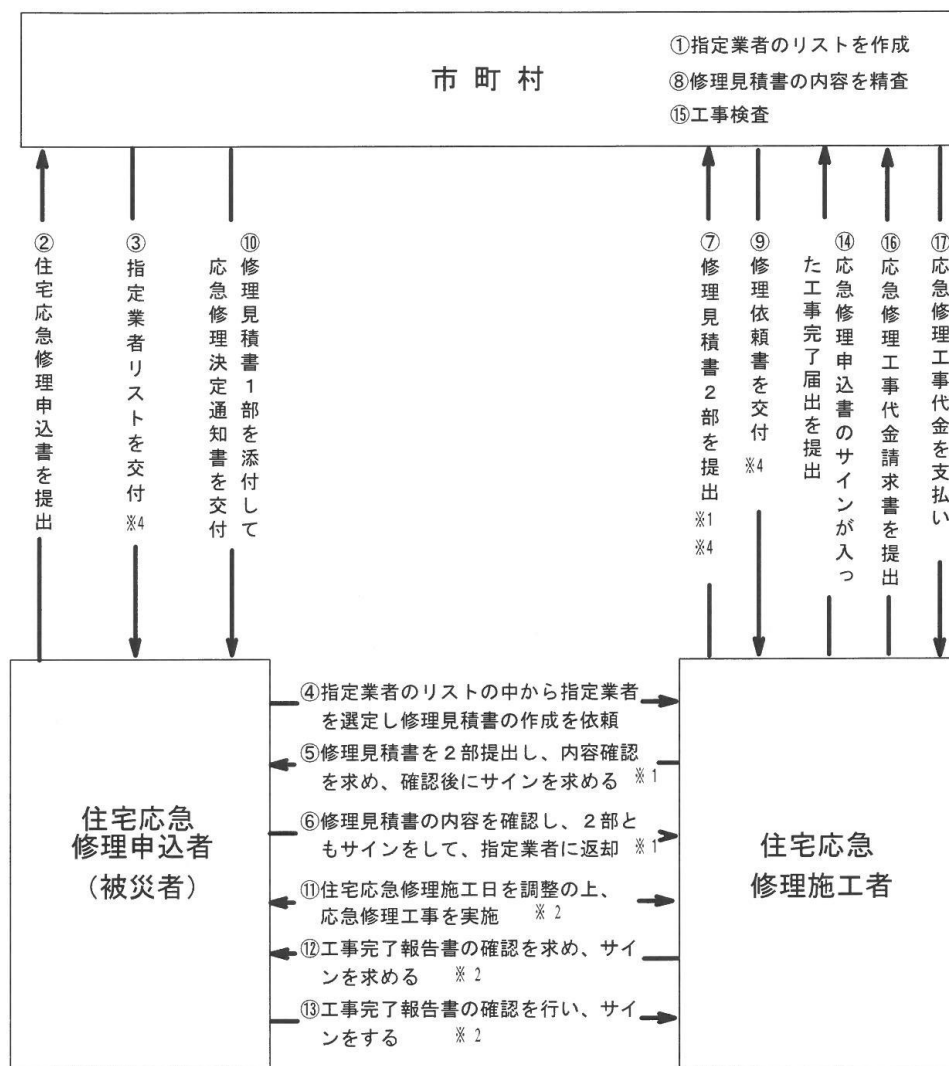 市町村
①指定業者のリストを作成
⑧修理見積書の内容を精査
⑮工事検査
②住宅応急修理申込書を提出
③指定業者リストを交付 ※4
⑩修理見積書1部を添付して
応急修理決定通知書を交付
⑦修理見積書2部を提出 ※1
※4
⑨修理依頼書を交付 ※4
⑭応急修理申込書のサインが入っ
た工事完了届出を提出
⑯応急修理工事代金請求書を提出
⑰応急修理工事代金を支払い
④指定業者のリストの中から指定業者
を選定し修理見積書の作成を依頼
⑤修理見積書を2部提出し、内容確認
を求め、確認後にサインを求める ※1
⑥修理見積書の内容を確認し、2部と
もサインをして、指定業者に返却 ※1
⑪住宅応急修理施工日を調整の上、
応急修理工事を実施 ※2
⑫工事完了報告書の確認を求め、サイ
ンを求める ※2
⑬工事完了報告書の確認を行い、サイ
ンをする ※2
住宅応急
修理申込者
(被災者)
住宅応急
修理施工者